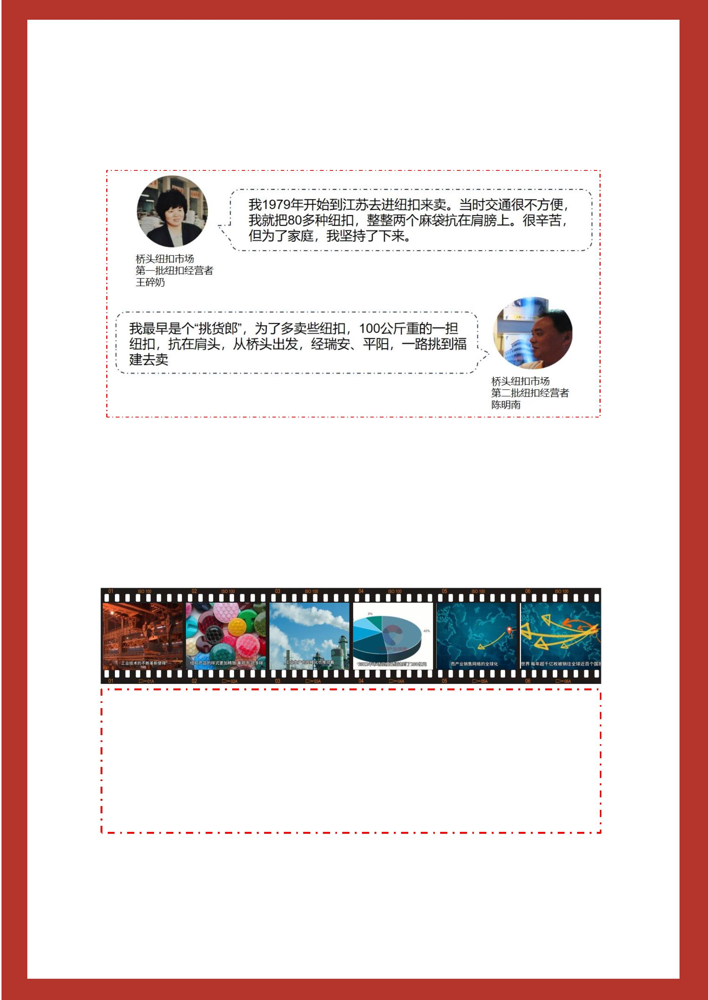 我1979年开始到江苏去进纽扣来卖。当时交通很不方便，
我就把80多种纽扣，整整两个麻袋抗在肩膀上。很辛苦，
但为了家庭，我坚持了下来。
桥头纽扣市场
第一批纽扣经营者
王碎奶
我最早是个“挑货郎”，为了多卖些纽扣，100公斤重的一担
纽扣，抗在肩头，从桥头出发，经瑞安、平阳，一路挑到福
建去卖
桥头纽扣市场
第二批纽扣经营者
陈明南
01 ISO 100 02 ISO 100 03 ISO 100 04 ISO 100 05 ISO 100 06 ISO 100
8%
工业技术的不断革新使得
纽扣产品的样式更加精致 美观 形式多样
工业生产的规模化也推动着
而产业销售网络的全球化
世界 每年超千亿枚被销往全球近百个国家
01 01A 02 02A 03 03A 04 04A 05 05A 06 06A